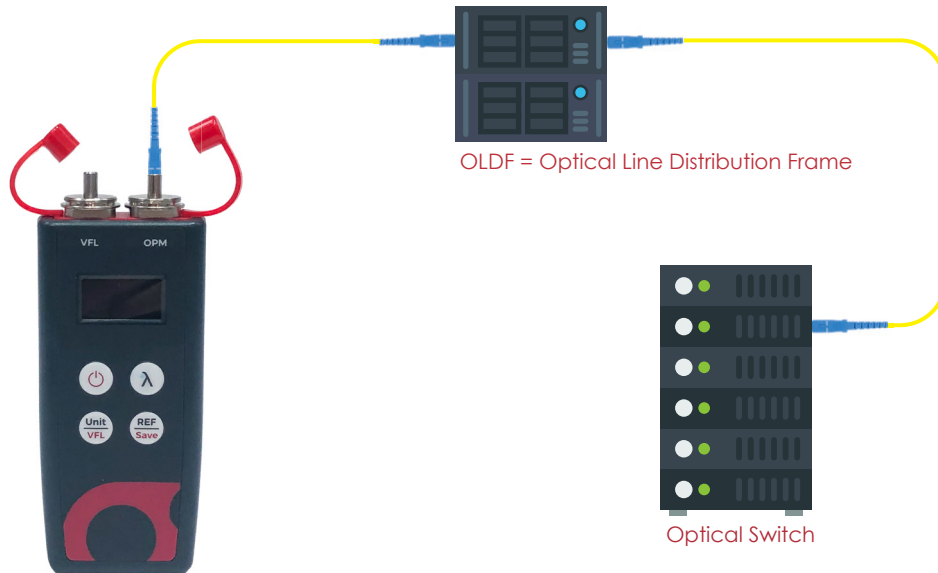 OLDF = Optical Line Distribution Frame
VFL OPM
λ
Unit REF
VFL Save
Optical Switch